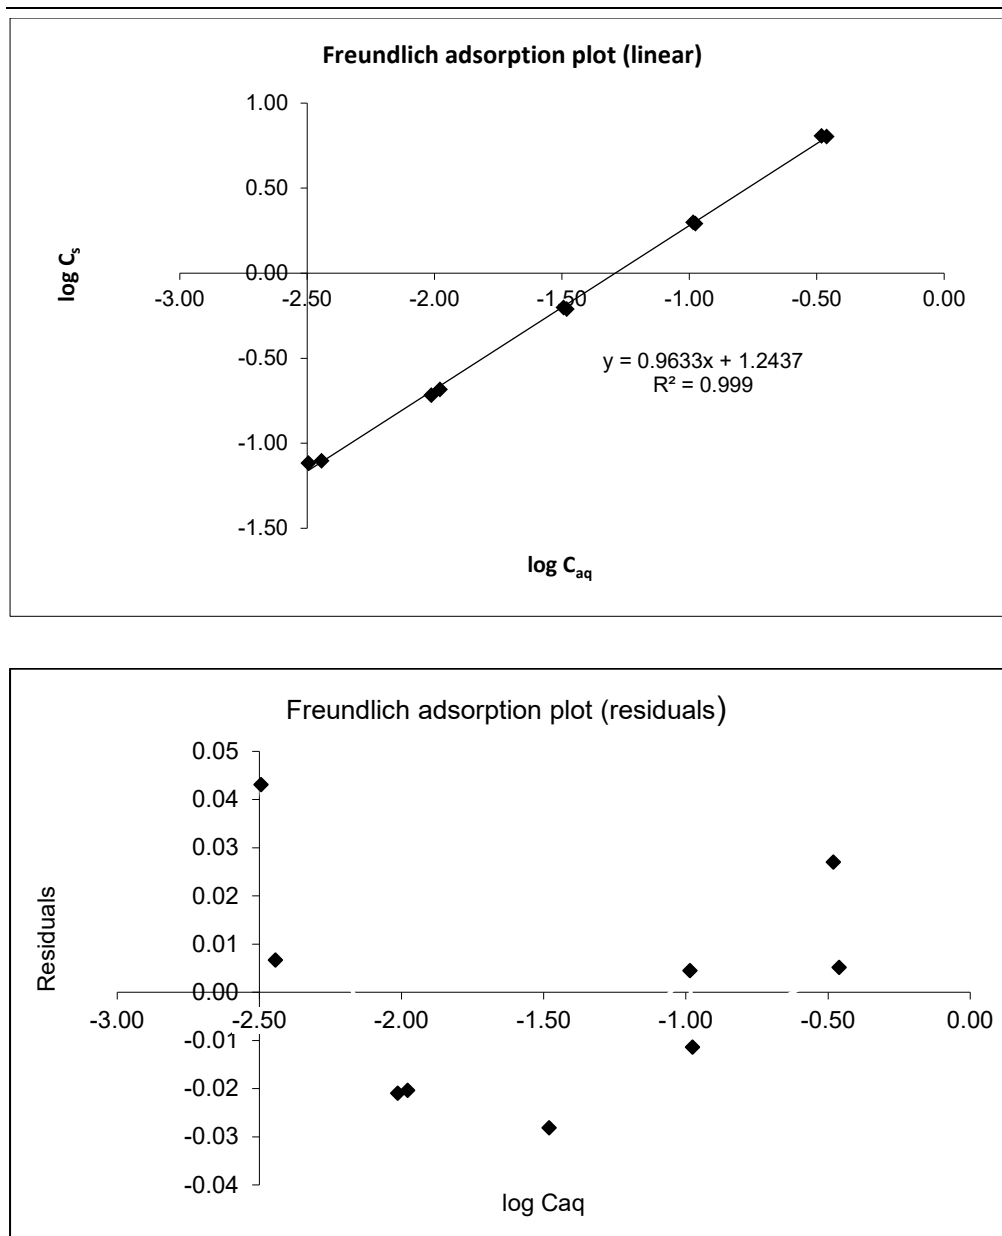 Freundlich adsorption plot (linear)
1.00
0.50
0.00
-3.00 -2.50 -2.00 -1.50 -1.00 -0.50 0.00
log Cs
y = 0.9633x + 1.2437
R² = 0.999
-0.50
-1.00
-1.50
log Caq
Freundlich adsorption plot (residuals)
0.05
0.04
0.03
0.02
0.01
0.00
Residuals
-3.00 -2.50 -2.00 -1.50 -1.00 -0.50 0.00
-0.01
-0.02
-0.03
-0.04
log Caq